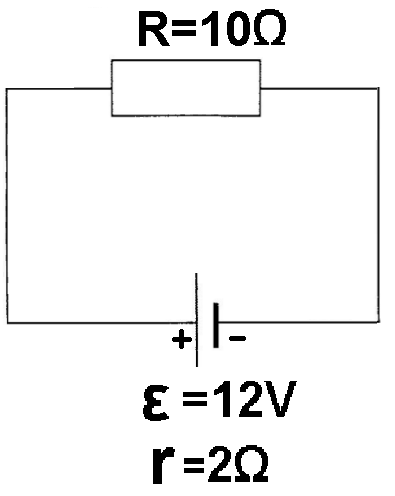 R=10Ω
+ -
ε =12V
r=2Ω